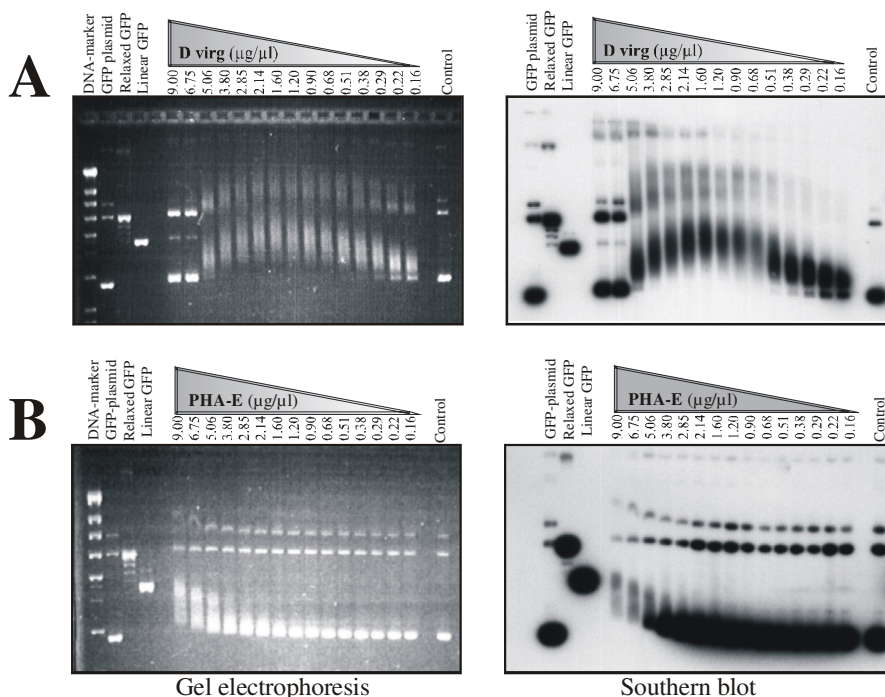 A
DNA-marker
GFP plasmid
Relaxed GFP
Linear GFP
D virg (µg/µl)
9.00
6.75
5.06
3.80
2.85
2.14
1.60
1.20
0.90
0.68
0.51
0.38
0.29
0.22
0.16
Control
GFP plasmid
Relaxed GFP
Linear GFP
D virg (µg/µl)
9.00
6.75
5.06
3.80
2.85
2.14
1.60
1.20
0.90
0.68
0.51
0.38
0.29
0.22
0.16
Control
B
DNA-marker
GFP-plasmid
Relaxed GFP
Linear GFP
PHA-E (µg/µl)
9.00
6.75
5.06
3.80
2.85
2.14
1.60
1.20
0.90
0.68
0.51
0.38
0.29
0.22
0.16
Control
GFP-plasmid
Relaxed GFP
Linear GFP
PHA-E (µg/µl)
9.00
6.75
5.06
3.80
2.85
2.14
1.60
1.20
0.90
0.68
0.51
0.38
0.29
0.22
0.16
Control
Gel electrophoresis
Southern blot